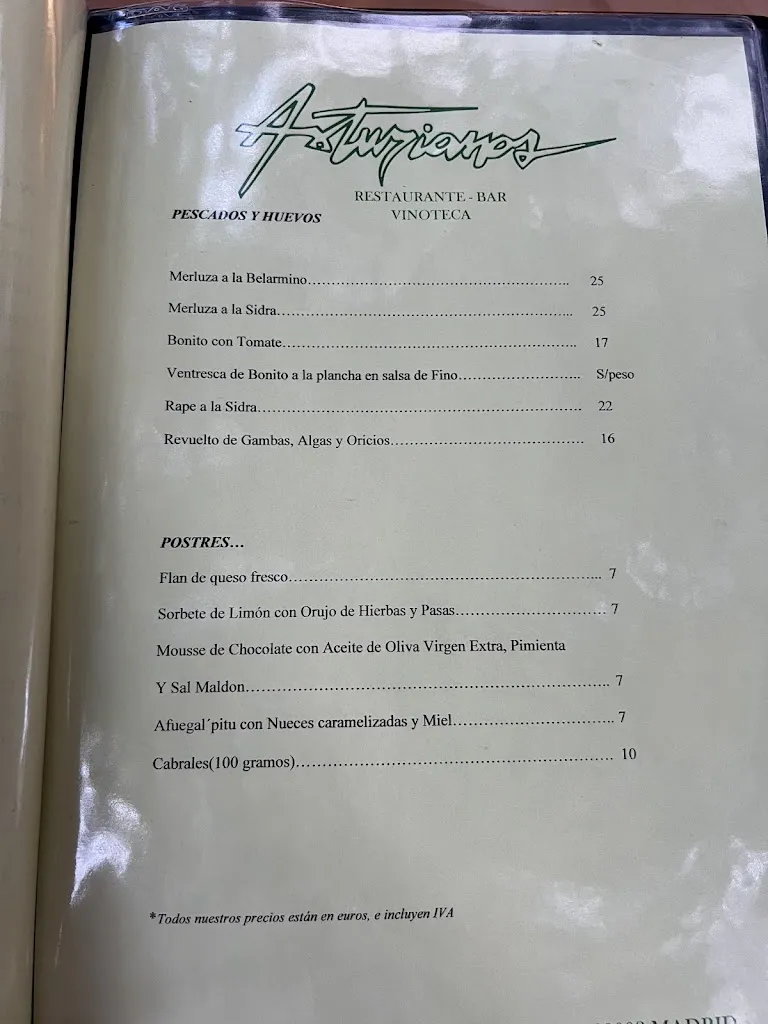 Asturianos
RESTAURANTE - BAR
VINOTECA
PESCADOS Y HUEVOS
Merluza a la Belarmino……………………………………………….. 25
Merluza a la Sidra…………………………………………………….. 25
Bonito con Tomate…………………………………………………….. 17
Ventresca de Bonito a la plancha en salsa de Fino…………………….. S/peso
Rape a la Sidra………………………………………………………… 22
Revuelto de Gambas, Algas y Oricios………………………………… 16
POSTRES…
Flan de queso fresco…………………………………………………... 7
Sorbete de Limón con Orujo de Hierbas y Pasas……………………… 7
Mousse de Chocolate con Aceite de Oliva Virgen Extra, Pimienta
Y Sal Maldon………………………………………………………….. 7
Afuegal´pitu con Nueces caramelizadas y Miel……………………….. 7
Cabrales(100 gramos)…………………………………………………. 10
*Todos nuestros precios están en euros, e incluyen IVA
MADRID